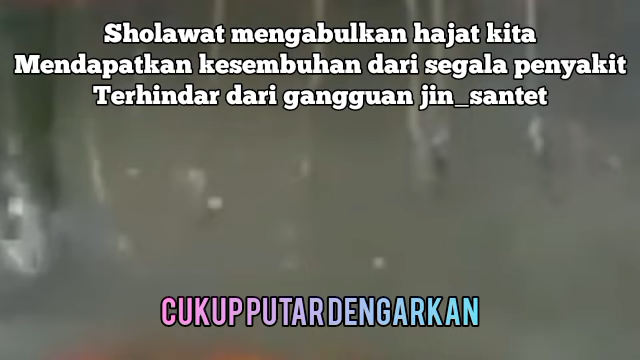 Sholawat mengabulkan hajat kita
Mendapatkan kesembuhan dari segala penyakit
Terhindar dari gangguan jin_santet
CUKUP PUTAR DENGARKAN